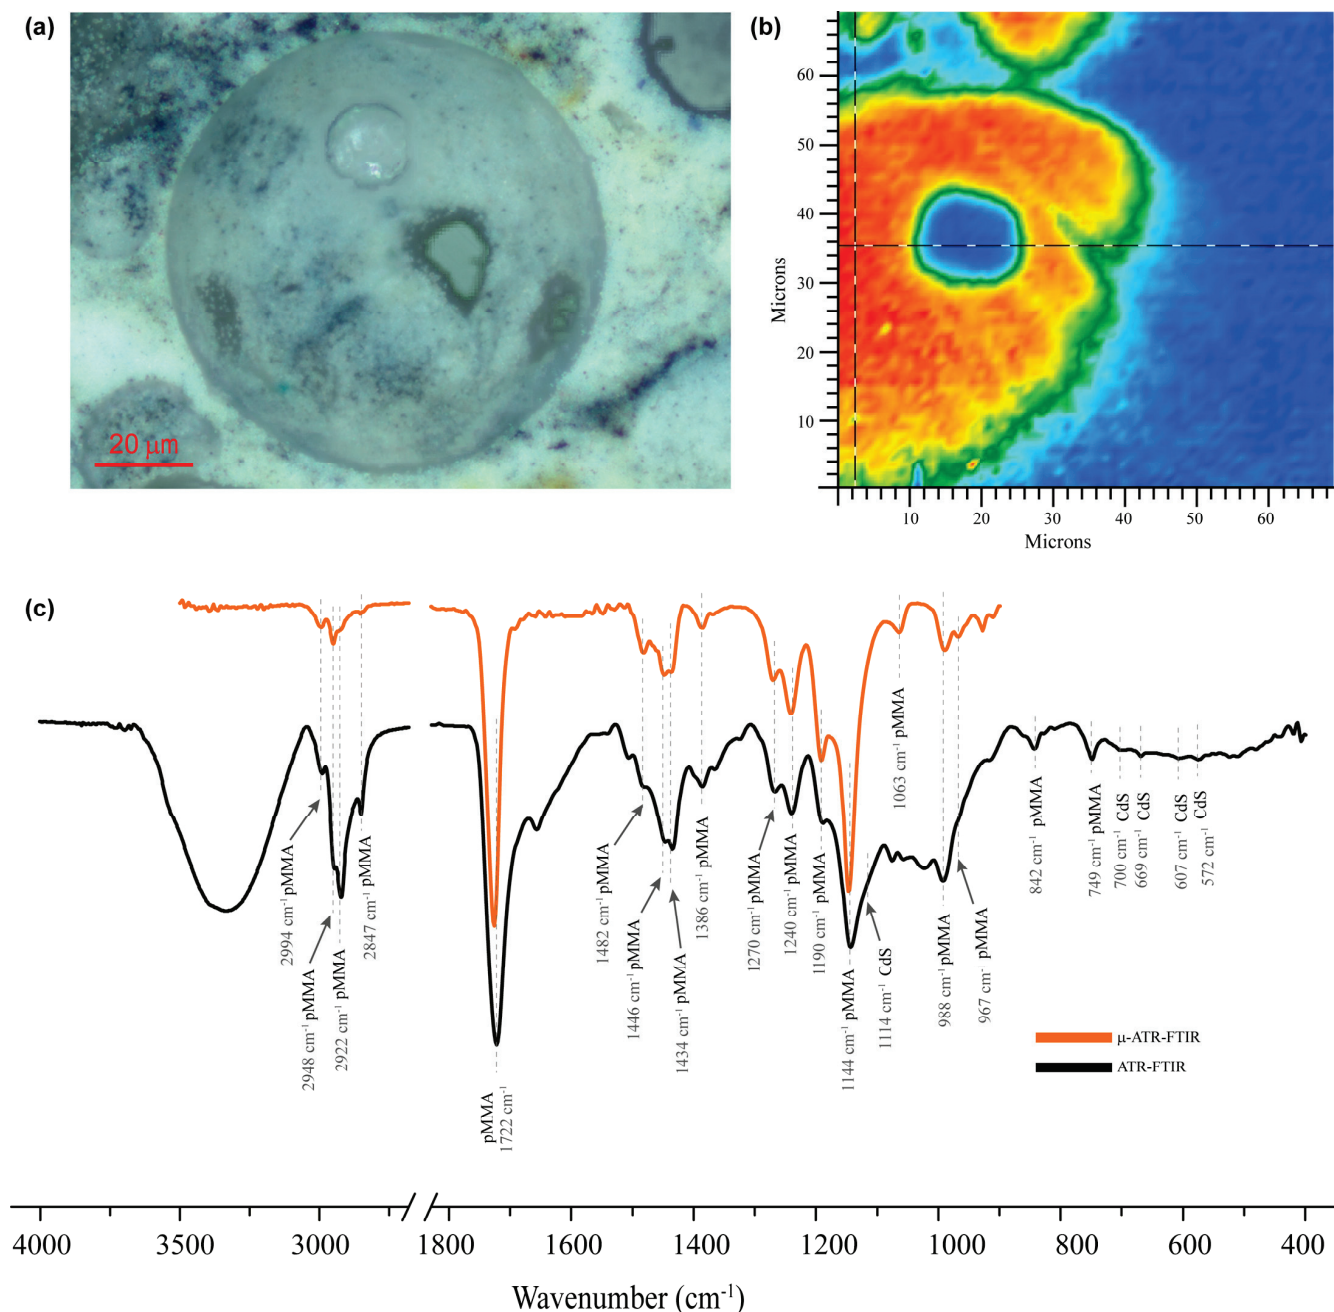 (a)
20 μm
(b)
60
50
40
30
20
10
Microns
10 20 30 40 50 60
Microns
(c)
2994 cm⁻¹ pMMA
2948 cm⁻¹ pMMA
2922 cm⁻¹ pMMA
2847 cm⁻¹ pMMA
pMMA
1722 cm⁻¹
1482 cm⁻¹ pMMA
1446 cm⁻¹ pMMA
1434 cm⁻¹ pMMA
1386 cm⁻¹ pMMA
1270 cm⁻¹ pMMA
1240 cm⁻¹ pMMA
1190 cm⁻¹ pMMA
1144 cm⁻¹ pMMA
1114 cm⁻¹ CdS
1063 cm⁻¹ pMMA
988 cm⁻¹ pMMA
967 cm⁻ pMMA
842 cm⁻¹ pMMA
749 cm⁻¹ pMMA
700 cm⁻¹ CdS
669 cm⁻¹ CdS
607 cm⁻¹ CdS
572 cm⁻¹ CdS
μ-ATR-FTIR
ATR-FTIR
4000 3500 3000 1800 1600 1400 1200 1000 800 600 400
Wavenumber (cm⁻¹)